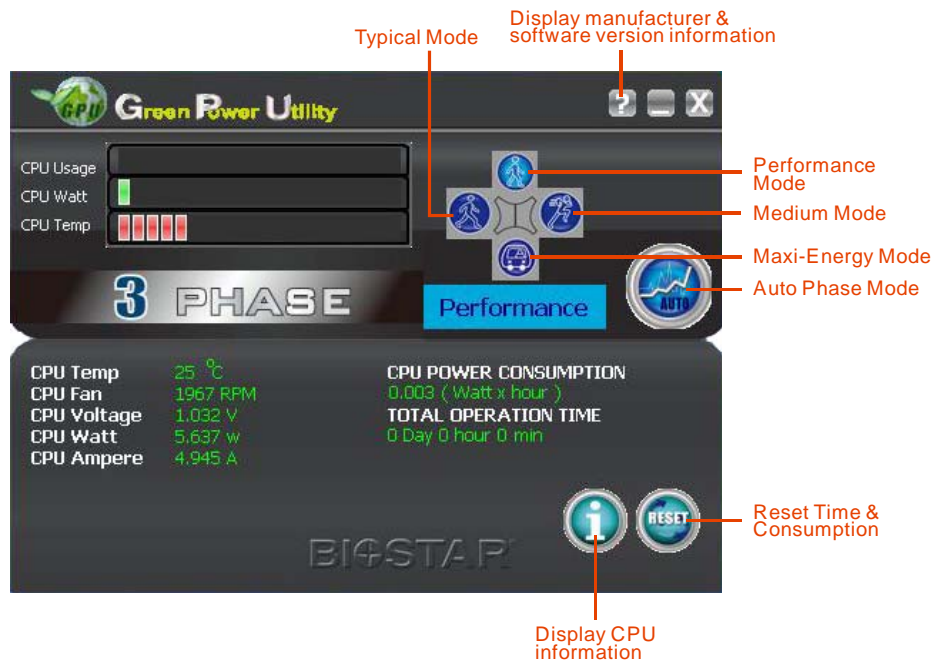 Display manufacturer &
software version information
Typical Mode
GPU
Green Power Utility
?
X
CPU Usage
CPU Watt
CPU Temp
Performance
Mode
Medium Mode
Maxi-Energy Mode
Auto Phase Mode
AUTO
3 PHASE
Performance
CPU Temp 25 °C
CPU Fan 1967 RPM
CPU Voltage 1.032 V
CPU Watt 5.637 w
CPU Ampere 4.945 A
CPU POWER CONSUMPTION
0.003 ( Watt x hour )
TOTAL OPERATION TIME
0 Day 0 hour 0 min
i
RESET
Reset Time &
Consumption
BIOSTAR
Display CPU
information